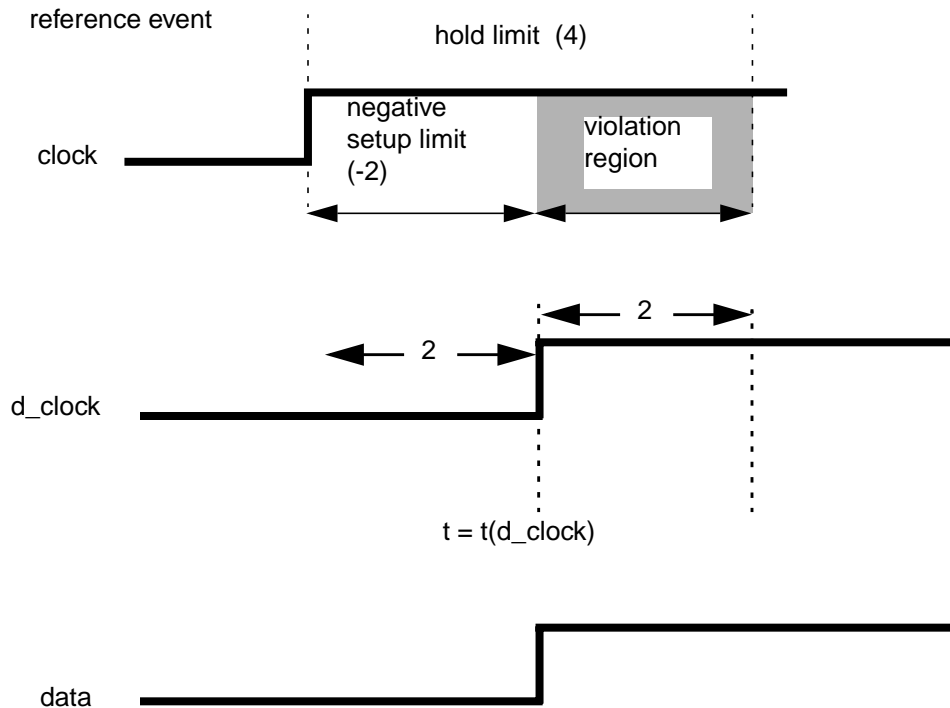 reference event
hold limit (4)
negative
setup limit
(-2)
violation
region
clock
2
2
d_clock
t = t(d_clock)
data